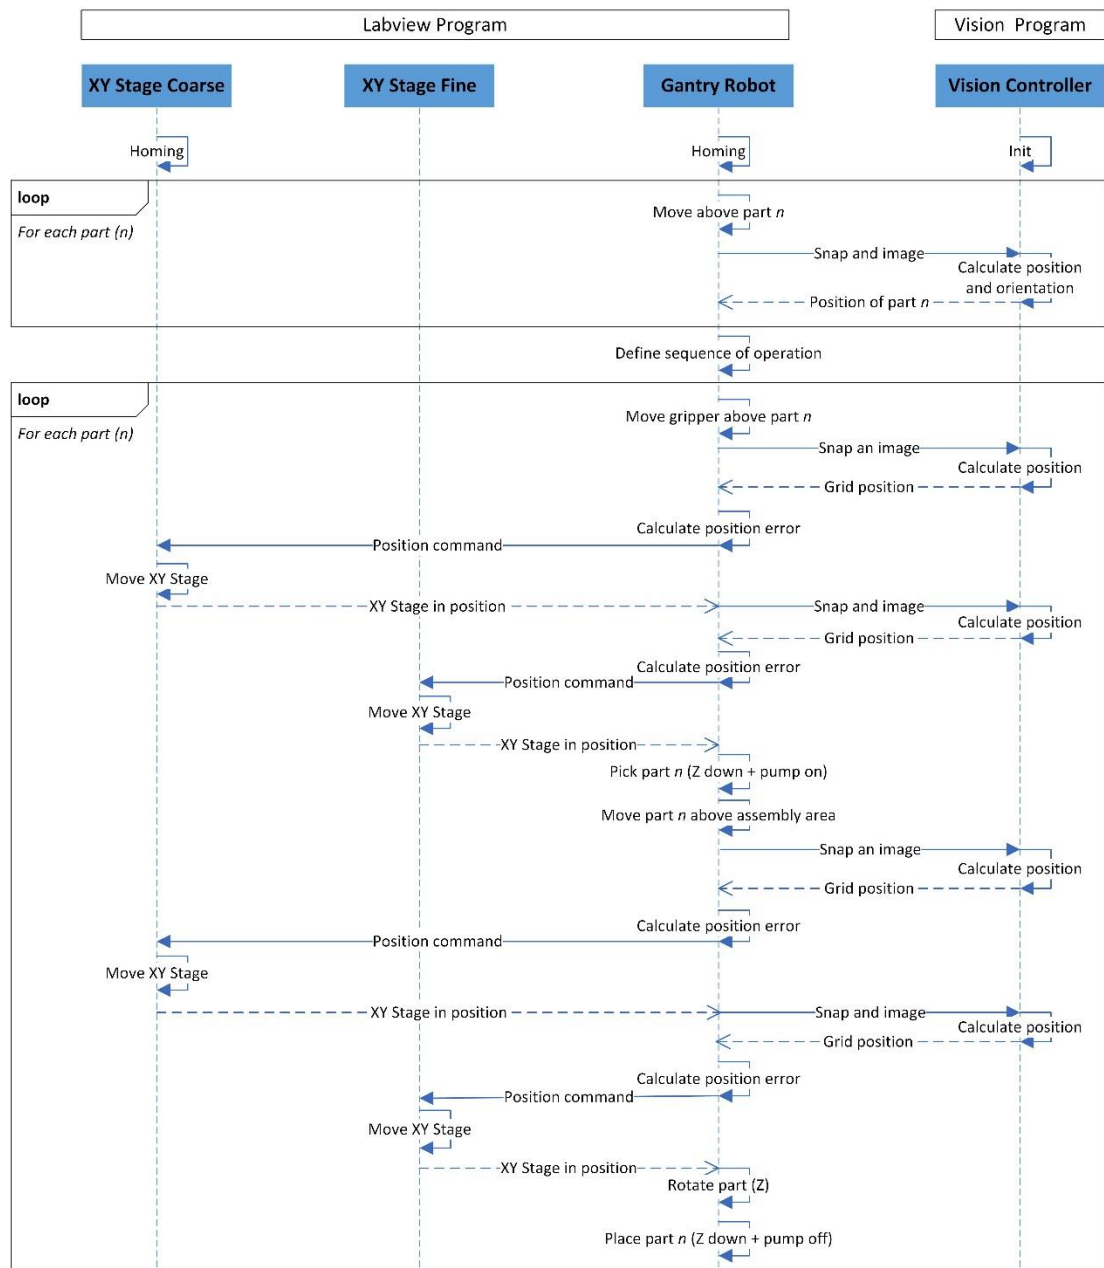 Labview Program
Vision Program
XY Stage Coarse
XY Stage Fine
Gantry Robot
Vision Controller
Homing
Homing
Init
loop
For each part (n)
Move above part n
Snap and image
Calculate position
and orientation
Position of part n
Define sequence of operation
loop
For each part (n)
Move gripper above part n
Snap an image
Calculate position
Grid position
Calculate position error
Position command
Move XY Stage
XY Stage in position
Snap and image
Calculate position
Grid position
Calculate position error
Position command
Move XY Stage
XY Stage in position
Pick part n (Z down + pump on)
Move part n above assembly area
Snap an image
Calculate position
Grid position
Calculate position error
Position command
Move XY Stage
XY Stage in position
Snap and image
Calculate position
Grid position
Calculate position error
Position command
Move XY Stage
XY Stage in position
Rotate part (Z)
Place part n (Z down + pump off)